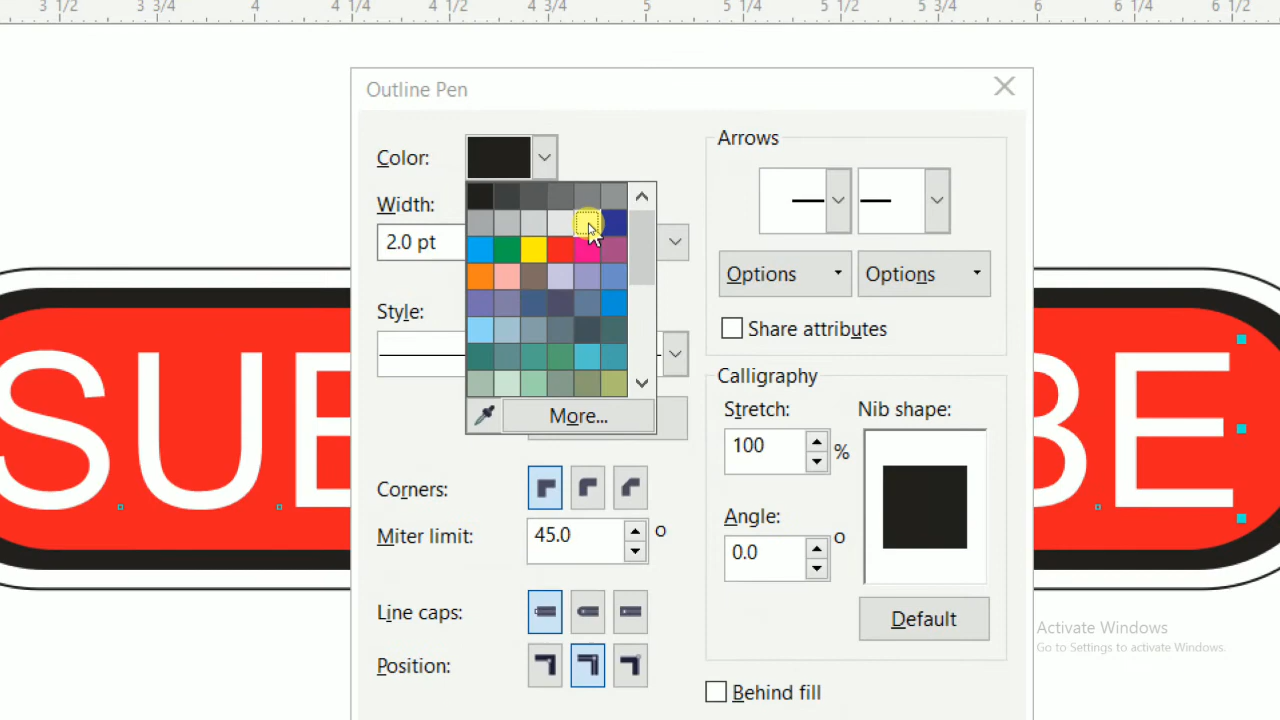 3 1/2 3 3/4 4 4 1/4 4 1/2 4 3/4 5 5 1/4 5 1/2 5 3/4 6 6 1/4 6 1/2
Outline Pen
Color:
Width:
2.0 pt
Style:
More...
Corners:
Miter limit:
45.0 °
Line caps:
Position:
Arrows
Options Options
Share attributes
Calligraphy
Stretch:
100 %
Nib shape:
Angle:
0.0 °
Default
Behind fill
SUB
BE
Activate Windows
Go to Settings to activate Windows.